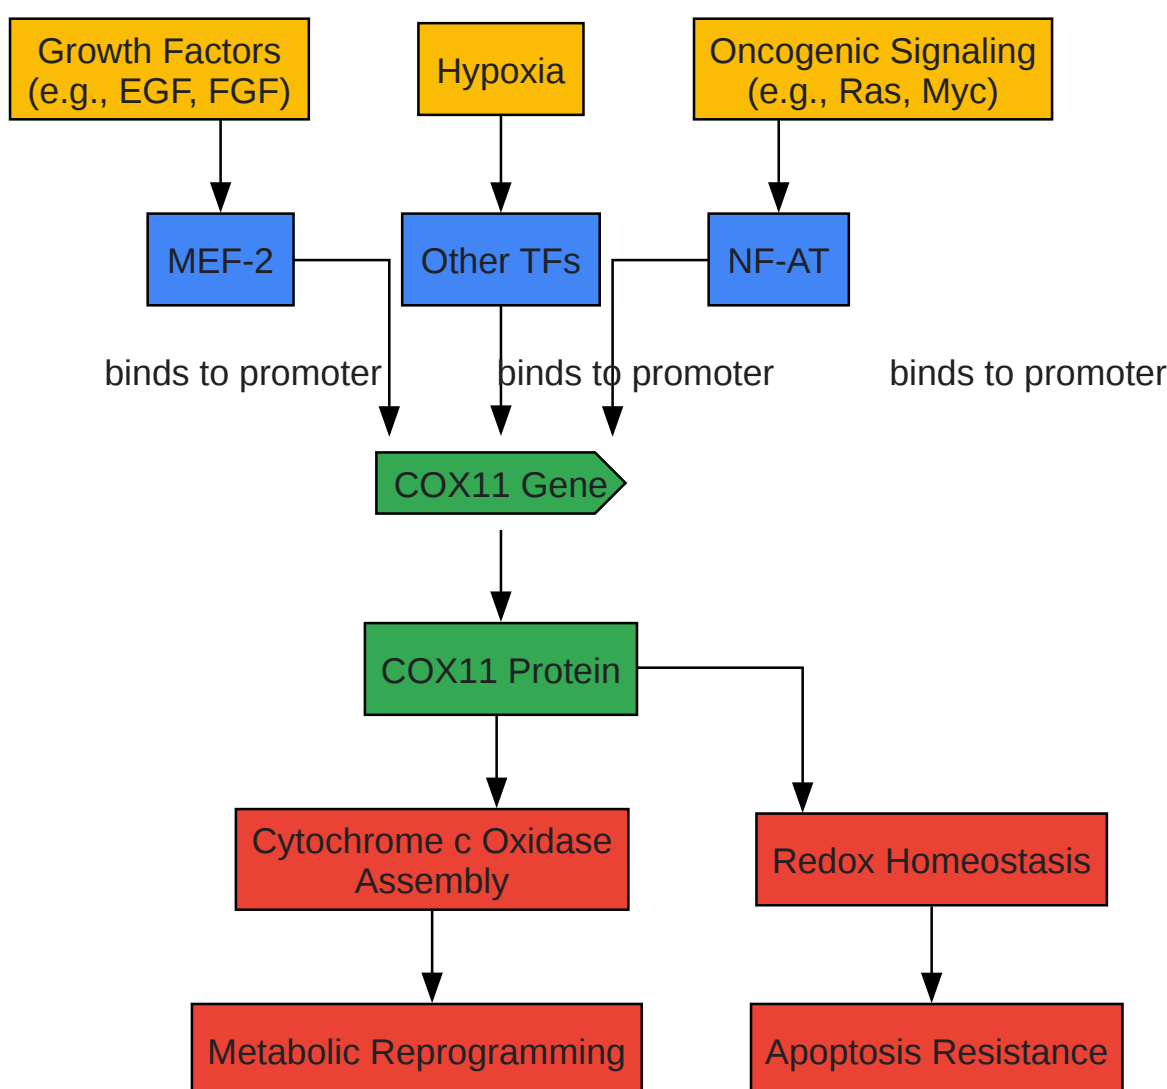 Growth Factors
(e.g., EGF, FGF)
Hypoxia
Oncogenic Signaling
(e.g., Ras, Myc)
MEF-2
Other TFs
NF-AT
binds to promoter
binds to promoter
binds to promoter
COX11 Gene
COX11 Protein
Cytochrome c Oxidase
Assembly
Redox Homeostasis
Metabolic Reprogramming
Apoptosis Resistance